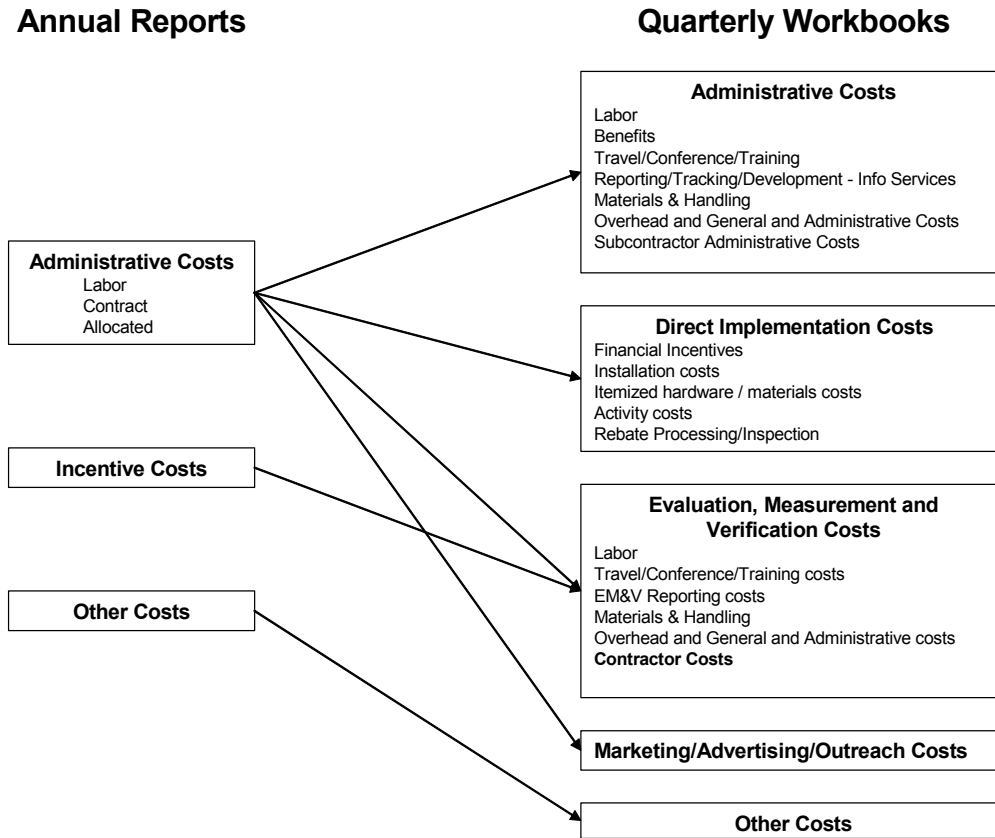 Annual Reports
Quarterly Workbooks
Administrative Costs
Labor
Contract
Allocated
Incentive Costs
Other Costs
Administrative Costs
Labor
Benefits
Travel/Conference/Training
Reporting/Tracking/Development - Info Services
Materials & Handling
Overhead and General and Administrative Costs
Subcontractor Administrative Costs
Direct Implementation Costs
Financial Incentives
Installation costs
Itemized hardware / materials costs
Activity costs
Rebate Processing/Inspection
Evaluation, Measurement and
Verification Costs
Labor
Travel/Conference/Training costs
EM&V Reporting costs
Materials & Handling
Overhead and General and Administrative costs
Contractor Costs
Marketing/Advertising/Outreach Costs
Other Costs